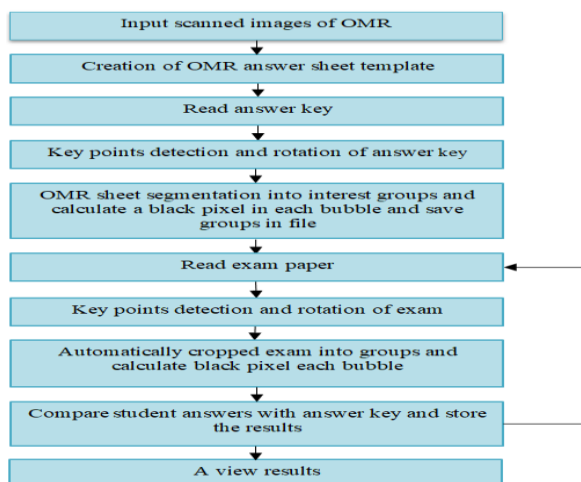 Input scanned images of OMR
Creation of OMR answer sheet template
Read answer key
Key points detection and rotation of answer key
OMR sheet segmentation into interest groups and
calculate a black pixel in each bubble and save
groups in file
Read exam paper
Key points detection and rotation of exam
Automatically cropped exam into groups and
calculate black pixel each bubble
Compare student answers with answer key and store
the results
A view results